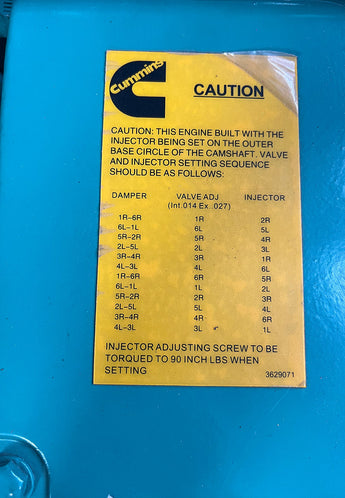 Cummins
CAUTION
CAUTION: THIS ENGINE BUILT WITH THE
INJECTOR BEING SET ON THE OUTER
BASE CIRCLE OF THE CAMSHAFT. VALVE
AND INJECTOR SETTING SEQUENCE
SHOULD BE AS FOLLOWS:
DAMPER VALVE ADJ INJECTOR
(Int.014 Ex .027)
1R-6R 1R 2R
6L-1L 6L 5L
5R-2R 5R 4R
2L-5L 2L 3L
3R-4R 3R 1R
4L-3L 4L 6L
1R-6R 6R 5R
6L-1L 1L 2L
5R-2R 2R 3R
2L-5L 5L 4L
3R-4R 4R 6R
4L-3L 3L 1L
INJECTOR ADJUSTING SCREW TO BE
TORQUED TO 90 INCH LBS WHEN
SETTING 3629071